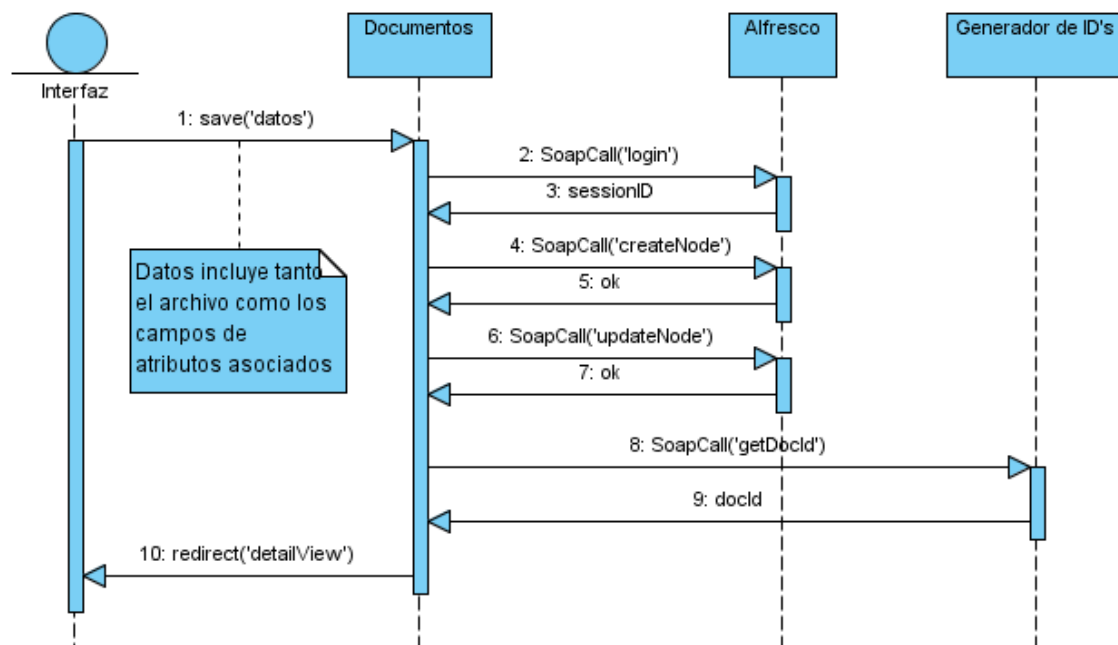 Interfaz
Documentos
Alfresco
Generador de ID's
1: save('datos')
2: SoapCall('login')
3: sessionID
Datos incluye tanto
el archivo como los
campos de
atributos asociados
4: SoapCall('createNode')
5: ok
6: SoapCall('updateNode')
7: ok
8: SoapCall('getDocId')
9: docId
10: redirect('detailView')